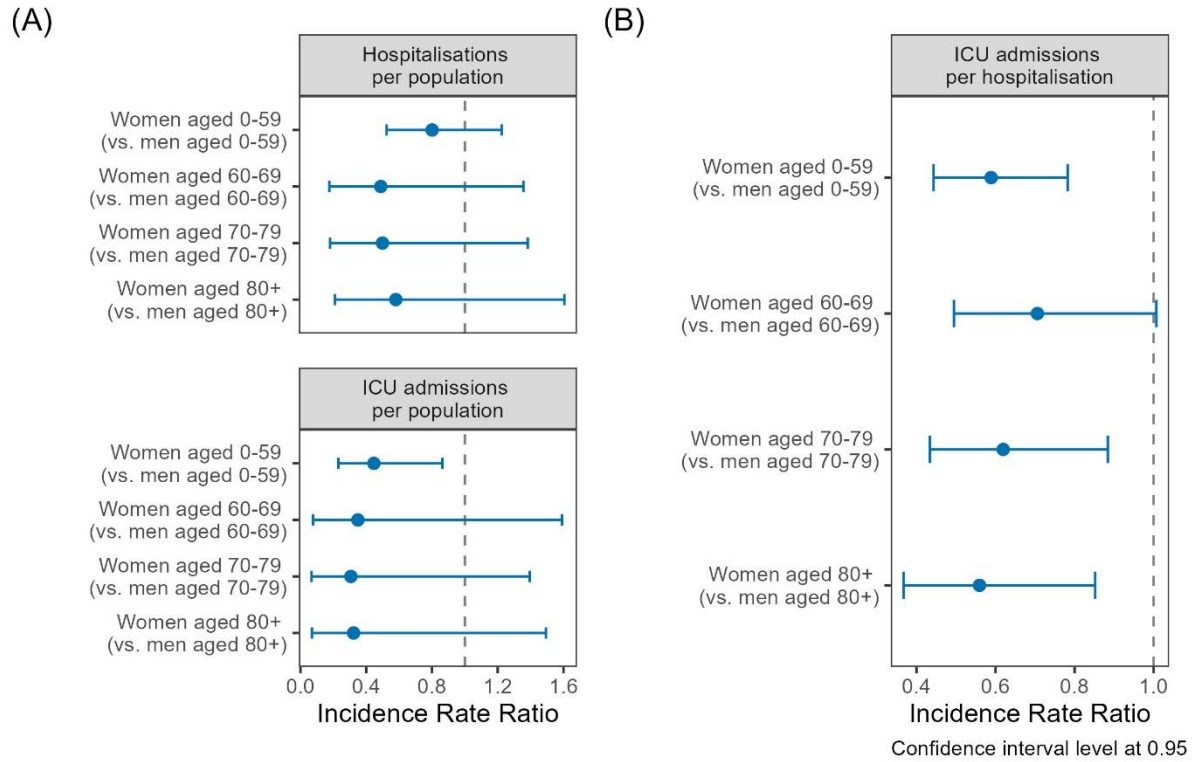 (A)
Hospitalisations
per population
Women aged 0-59
(vs. men aged 0-59)
Women aged 60-69
(vs. men aged 60-69)
Women aged 70-79
(vs. men aged 70-79)
Women aged 80+
(vs. men aged 80+)
ICU admissions
per population
Women aged 0-59
(vs. men aged 0-59)
Women aged 60-69
(vs. men aged 60-69)
Women aged 70-79
(vs. men aged 70-79)
Women aged 80+
(vs. men aged 80+)
0.0 0.4 0.8 1.2 1.6
Incidence Rate Ratio
(B)
ICU admissions
per hospitalisation
Women aged 0-59
(vs. men aged 0-59)
Women aged 60-69
(vs. men aged 60-69)
Women aged 70-79
(vs. men aged 70-79)
Women aged 80+
(vs. men aged 80+)
0.4 0.6 0.8 1.0
Incidence Rate Ratio
Confidence interval level at 0.95